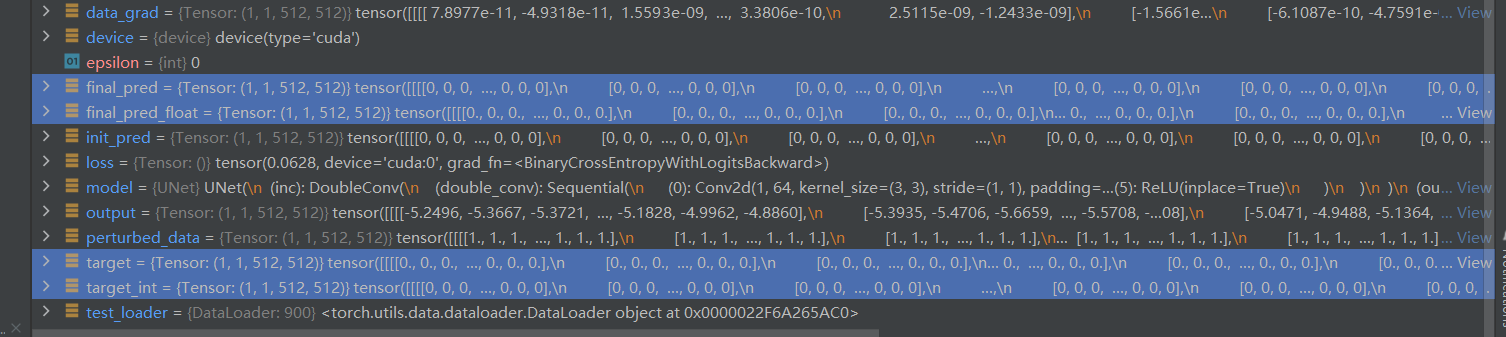 data_grad = {Tensor: (1, 1, 512, 512)} tensor([[[[ 7.8977e-11, -4.9318e-11, 1.5593e-09, ..., 3.3806e-10,\n 2.5115e-09, -1.2433e-09],\n [-1.5661e...\n [-6.1087e-10, -4.7591e-... View
device = {device} device(type='cuda')
01 epsilon = {int} 0
final_pred = {Tensor: (1, 1, 512, 512)} tensor([[[[0, 0, 0, ..., 0, 0, 0],\n [0, 0, 0, ..., 0, 0, 0],\n [0, 0, 0, ..., 0, 0, 0],\n ...,\n [0, 0, 0, ..., 0, 0, 0],\n [0, 0, 0, ..., 0, 0, 0],\n [0, 0, 0, .
final_pred_float = {Tensor: (1, 1, 512, 512)} tensor([[[[0., 0., 0., ..., 0., 0., 0.],\n [0., 0., 0., ..., 0., 0., 0.],\n [0., 0., 0., ..., 0., 0., 0.],\n... 0., ..., 0., 0., 0.],\n [0., 0., 0., ..., 0., 0., 0.],\n ... View
init_pred = {Tensor: (1, 1, 512, 512)} tensor([[[[0, 0, 0, ..., 0, 0, 0],\n [0, 0, 0, ..., 0, 0, 0],\n [0, 0, 0, ..., 0, 0, 0],\n ...,\n [0, 0, 0, ..., 0, 0, 0],\n [0, 0, 0, ..., 0, 0, 0],\n [0, 0, 0, ...
loss = {Tensor: ()} tensor(0.0628, device='cuda:0', grad_fn=<BinaryCrossEntropyWithLogitsBackward>)
model = {UNet} UNet(\n (inc): DoubleConv(\n (double_conv): Sequential(\n (0): Conv2d(1, 64, kernel_size=(3, 3), stride=(1, 1), padding=...(5): ReLU(inplace=True)\n )\n )\n )\n (ou... View
output = {Tensor: (1, 1, 512, 512)} tensor([[[[-5.2496, -5.3667, -5.3721, ..., -5.1828, -4.9962, -4.8860],\n [-5.3935, -5.4706, -5.6659, ..., -5.5708, -...08],\n [-5.0471, -4.9488, -5.1364, ... View
perturbed_data = {Tensor: (1, 1, 512, 512)} tensor([[[[1., 1., 1., ..., 1., 1., 1.],\n [1., 1., 1., ..., 1., 1., 1.],\n [1., 1., 1., ..., 1., 1., 1.],\n... [1., 1., 1., ..., 1., 1., 1.],\n [1., 1., 1., ..., 1., 1., 1.]... View
target = {Tensor: (1, 1, 512, 512)} tensor([[[[0., 0., 0., ..., 0., 0., 0.],\n [0., 0., 0., ..., 0., 0., 0.],\n [0., 0., 0., ..., 0., 0., 0.],\n... 0., ..., 0., 0., 0.],\n [0., 0., 0., ..., 0., 0., 0.],\n [0., 0., 0.... View
target_int = {Tensor: (1, 1, 512, 512)} tensor([[[[0, 0, 0, ..., 0, 0, 0],\n [0, 0, 0, ..., 0, 0, 0],\n [0, 0, 0, ..., 0, 0, 0],\n ...,\n [0, 0, 0, ..., 0, 0, 0],\n [0, 0, 0, ..., 0, 0, 0],\n [0, 0, 0, .
test_loader = {DataLoader: 900} <torch.utils.data.dataloader.DataLoader object at 0x0000022F6A265AC0>